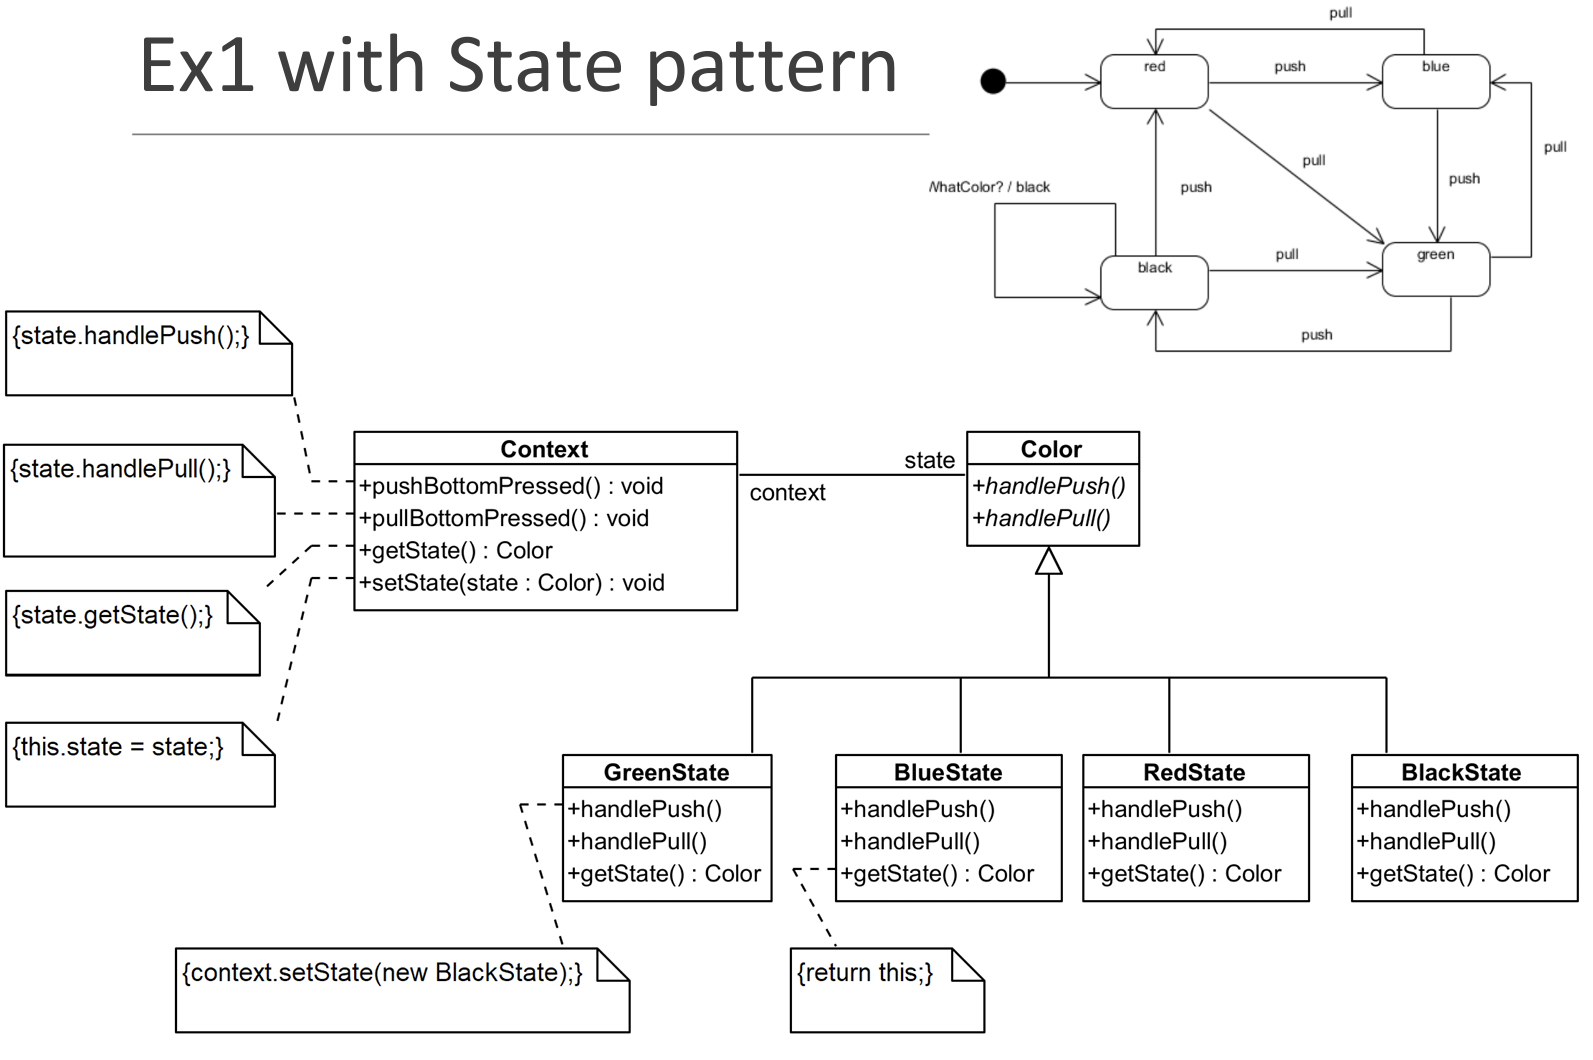 Ex1 with State pattern
pull
red
push
blue
pull
pull
push
push
WhatColor? / black
black
pull
green
push
{state.handlePush();}
{state.handlePull();}
{state.getState();}
{this.state = state;}
Context
+pushBottomPressed() : void
+pullBottomPressed() : void
+getState() : Color
+setState(state : Color) : void
state
context
Color
+handlePush()
+handlePull()
GreenState
+handlePush()
+handlePull()
+getState() : Color
BlueState
+handlePush()
+handlePull()
+getState() : Color
RedState
+handlePush()
+handlePull()
+getState() : Color
BlackState
+handlePush()
+handlePull()
+getState() : Color
{context.setState(new BlackState);}
{return this;}